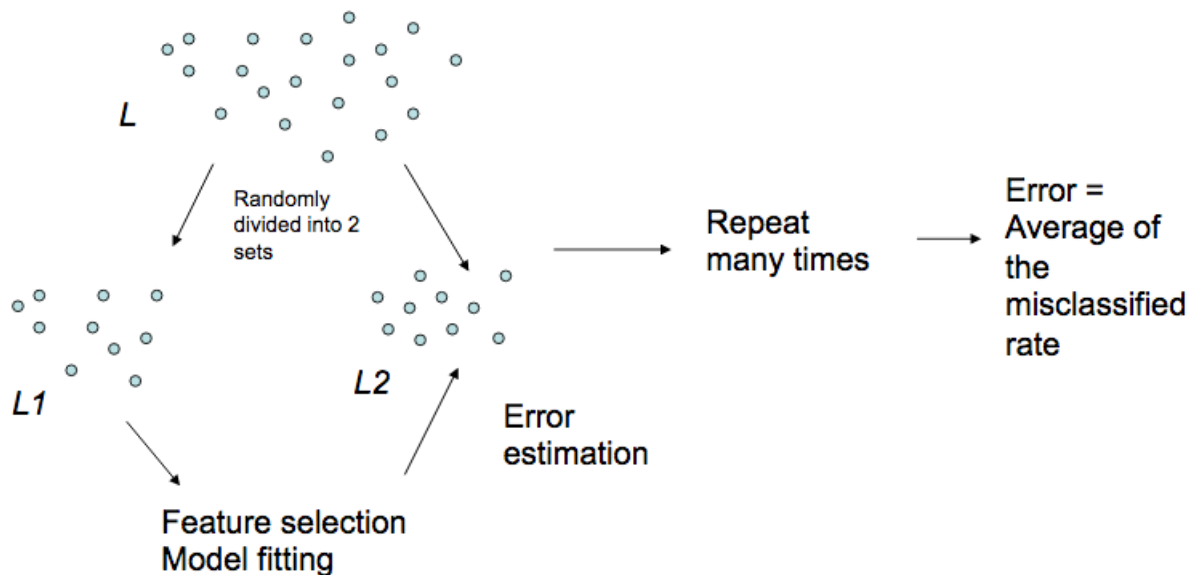 L
Randomly
divided into 2
sets
L1
L2
Feature selection
Model fitting
Error
estimation
Repeat
many times
Error =
Average of
the
misclassified
rate